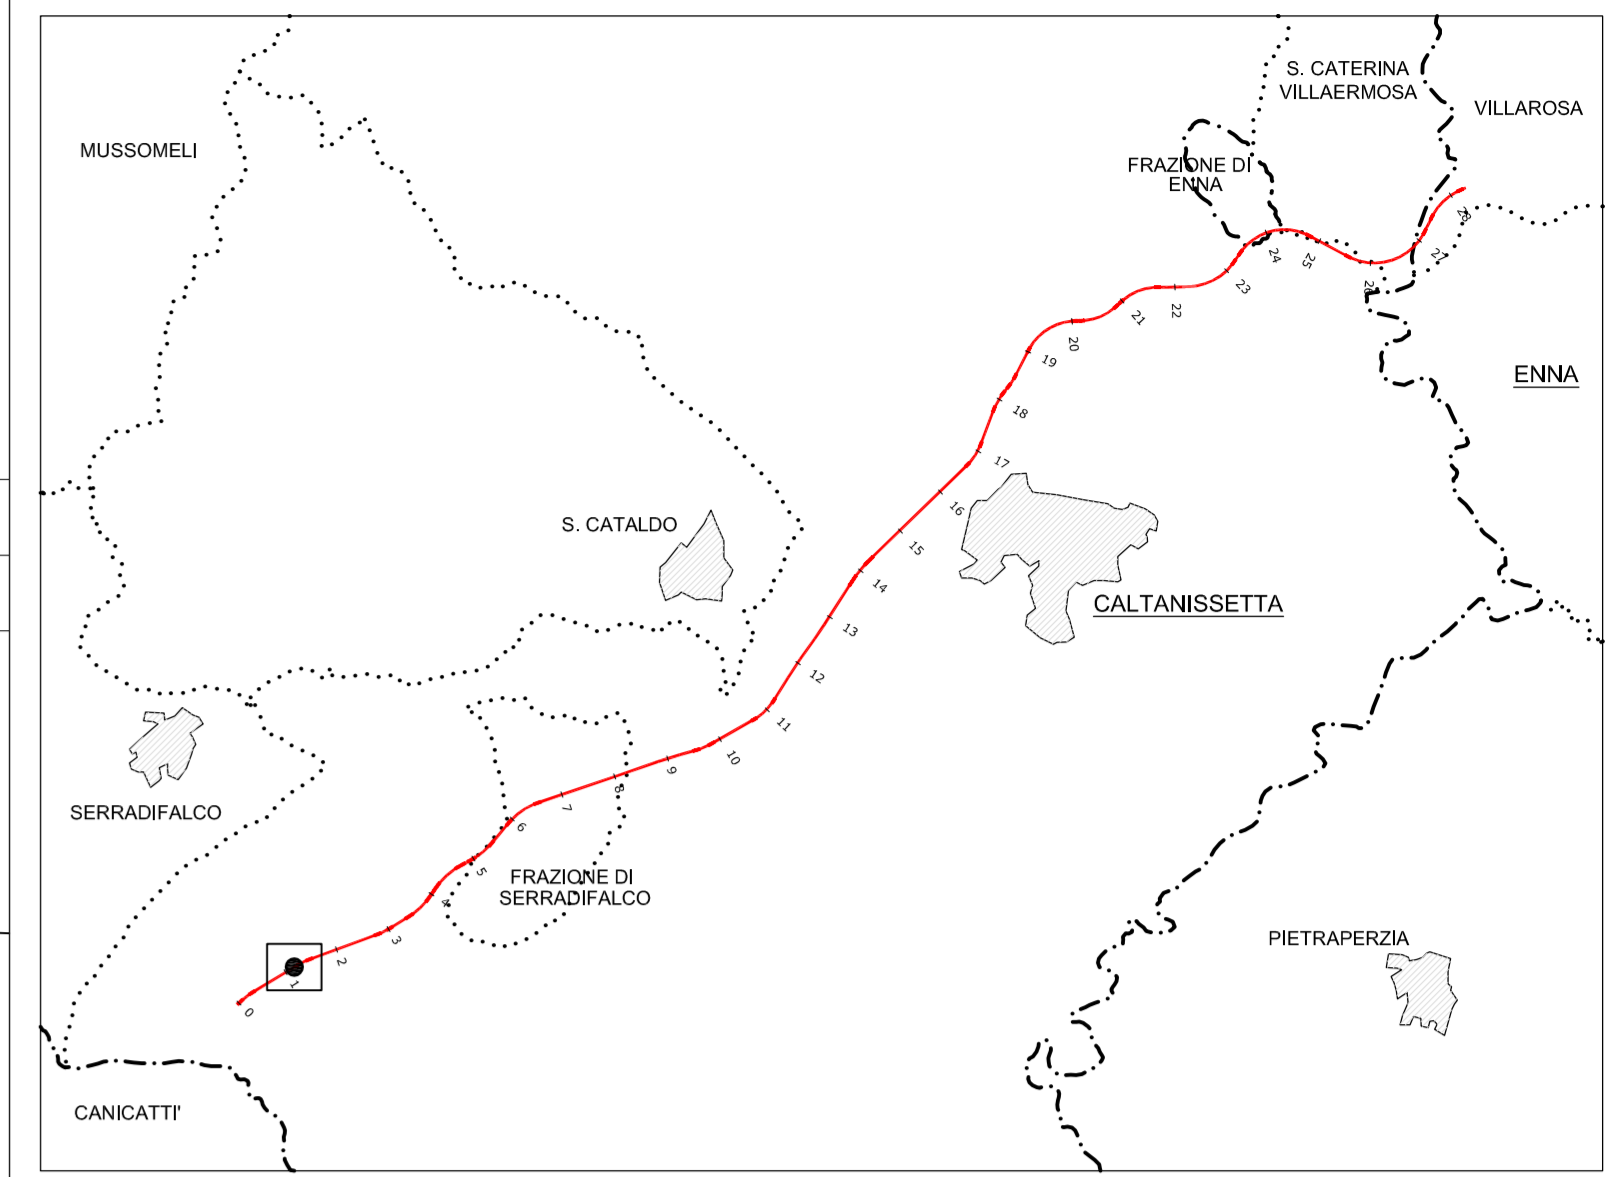 S. CATERINA
VILLAERMOSA
VILLAROSA
MUSSOMELI
FRAZIONE DI
ENNA
28
24
25
27
23
26
22
21
20
19
ENNA
18
17
16
S. CATALDO
15
14
CALTANISSETTA
13
12
11
10
9
8
SERRADIFALCO
7
6
5
FRAZIONE DI
SERRADIFALCO
4
3
PIETRAPERZIA
2
1
0
CANICATTI'